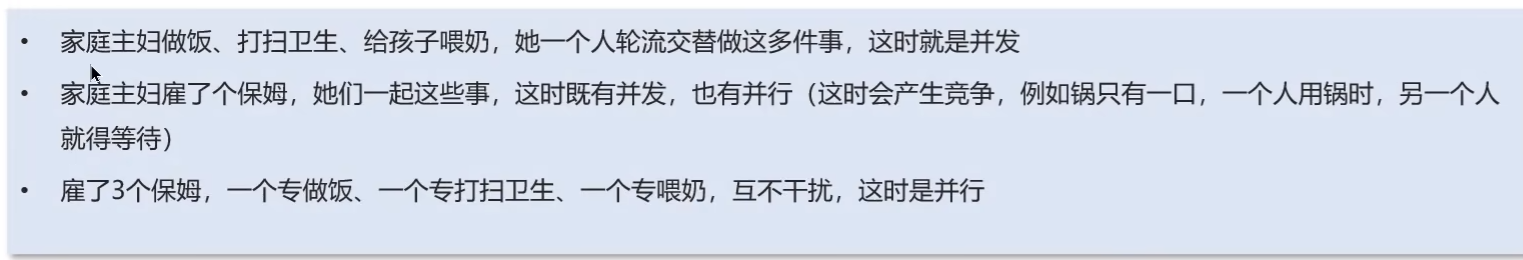 • 家庭主妇做饭、打扫卫生、给孩子喂奶，她一个人轮流交替做这多件事，这时就是并发
• 家庭主妇雇了个保姆，她们一起这些事，这时既有并发，也有并行（这时会产生竞争，例如锅只有一口，一个人用锅时，另一个人
就得等待）
• 雇了3个保姆，一个专做饭、一个专打扫卫生、一个专喂奶，互不干扰，这时是并行